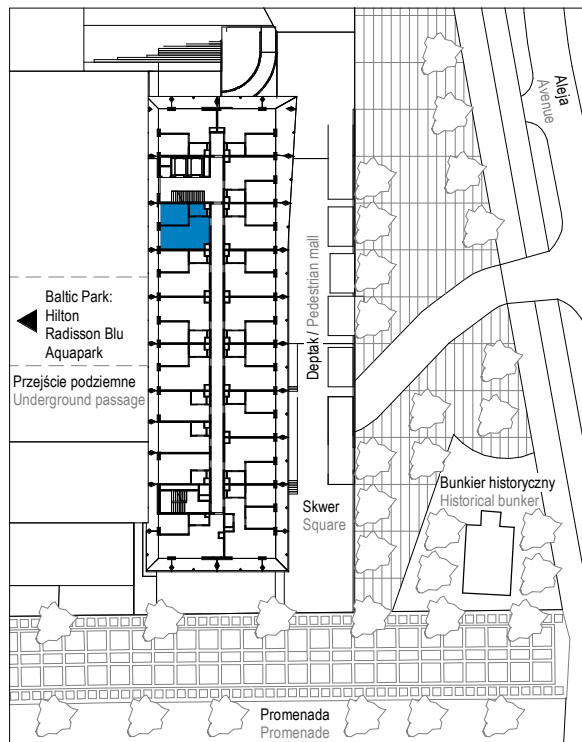 Aleja
Avenue
Deptak / Pedestrian mall
Baltic Park:
Hilton
Radisson Blu
Aquapark
Przejście podziemne
Underground passage
Bunkier historyczny
Historical bunker
Skwer
Square
Promenada
Promenade